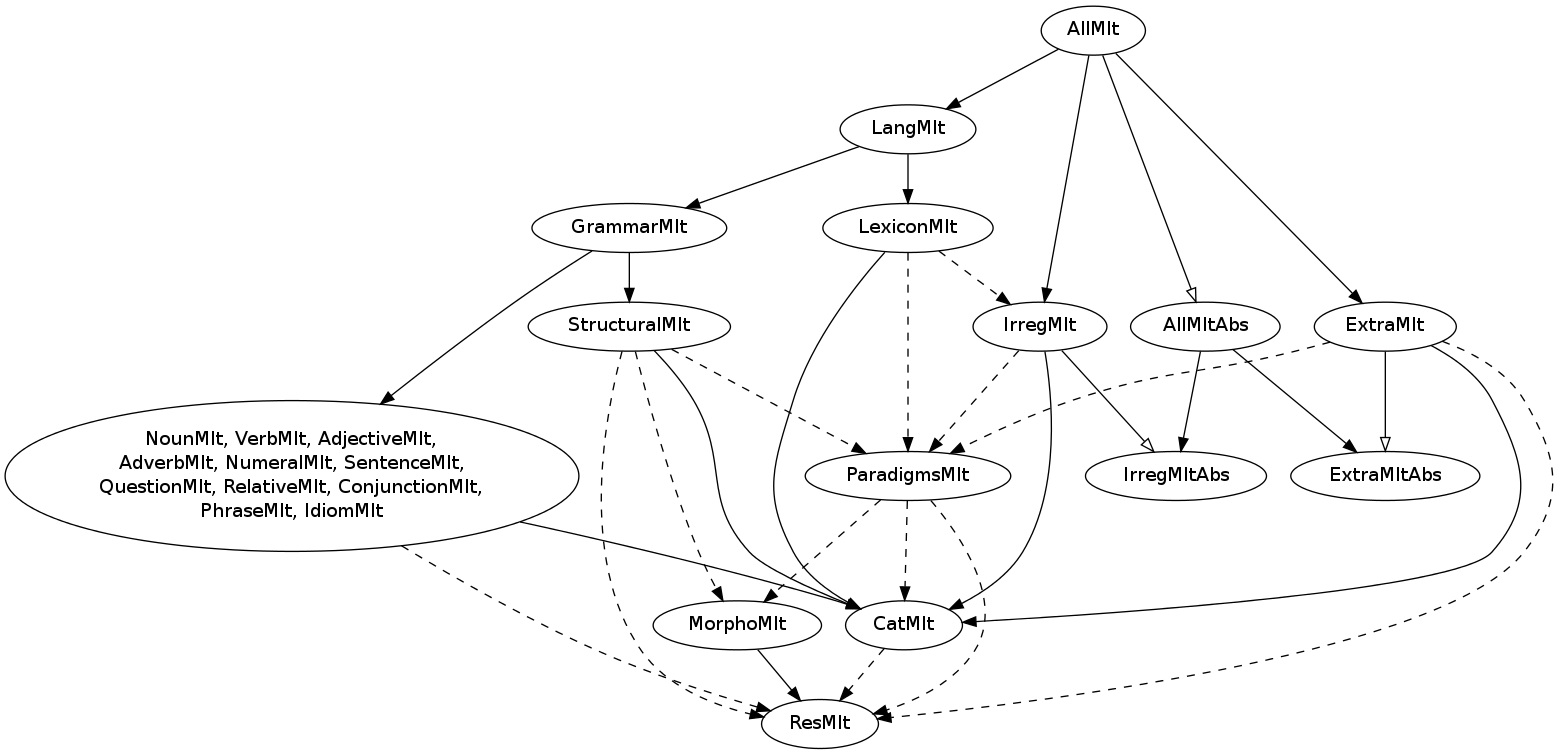 AllMlt
LangMlt
GrammarMlt
LexiconMlt
StructuralMlt
IrregMlt
AllMltAbs
ExtraMlt
NounMlt, VerbMlt, AdjectiveMlt,
AdverbMlt, NumeralMlt, SentenceMlt,
QuestionMlt, RelativeMlt, ConjunctionMlt,
PhraseMlt, IdiomMlt
ParadigmsMlt
IrregMltAbs
ExtraMltAbs
MorphoMlt
CatMlt
ResMlt